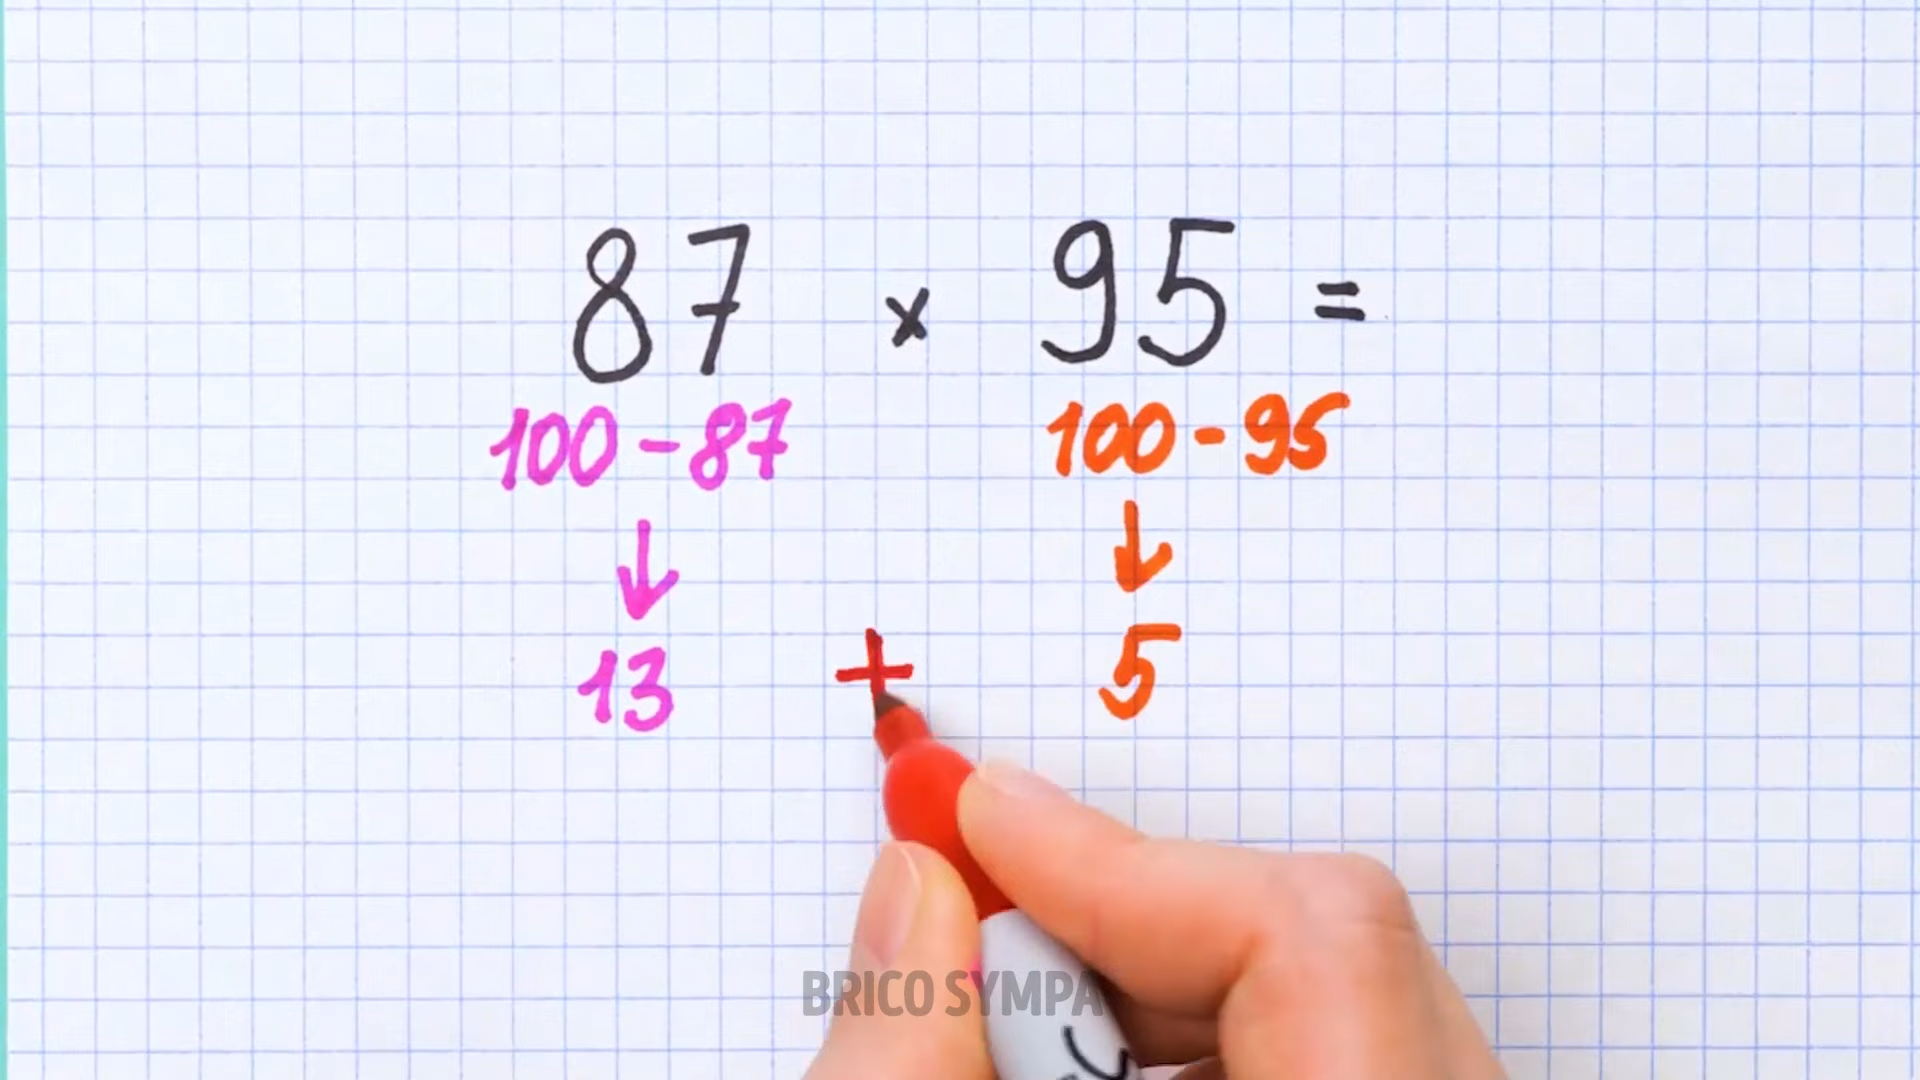 87 × 95 =
100 - 87 100 - 95
↓ ↓
13 + 5
BRICO SYMPA